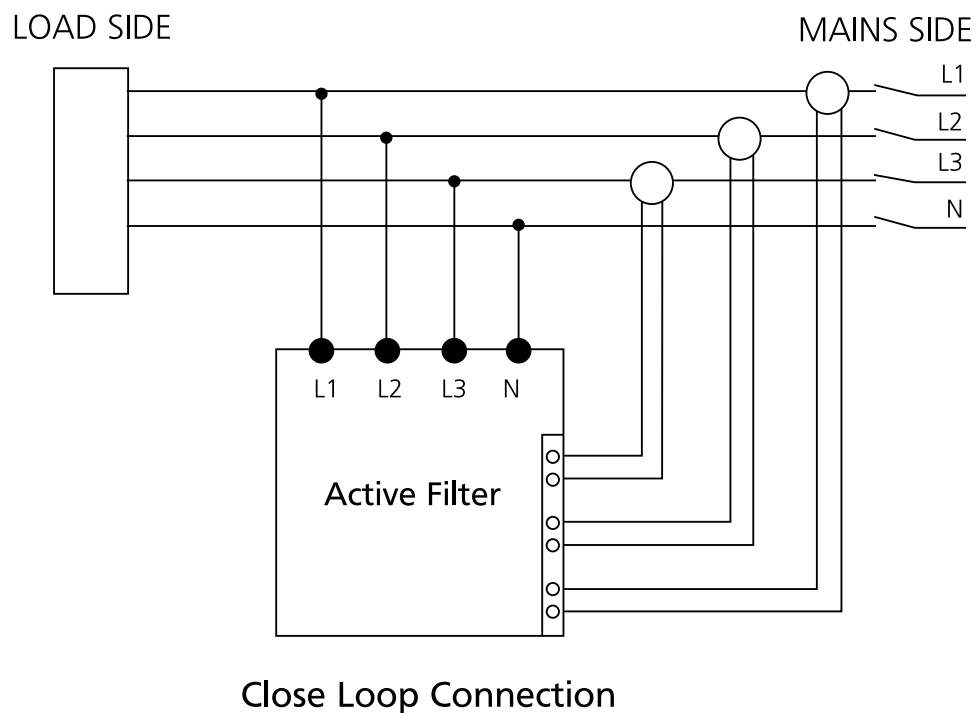 LOAD SIDE
MAINS SIDE
L1
L2
L3
N
L1 L2 L3 N
Active Filter
Close Loop Connection